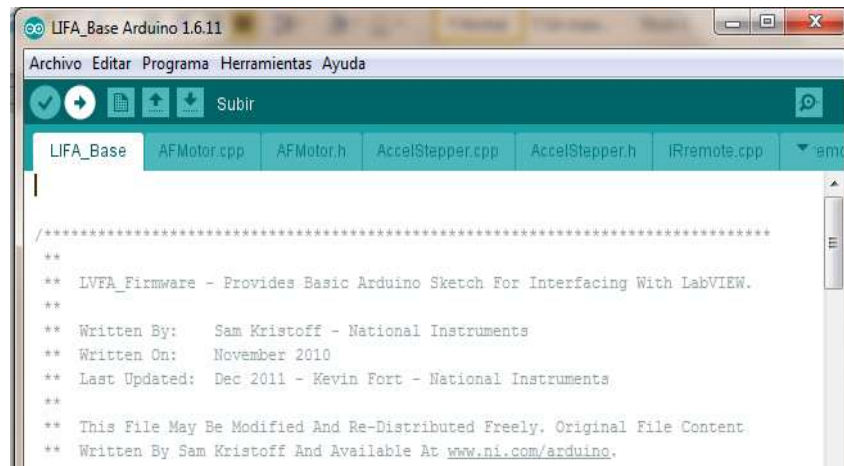 LIFA_Base Arduino 1.6.11
Archivo Editar Programa Herramientas Ayuda
Subir
LIFA_Base AFMotor.cpp AFMotor.h AccelStepper.cpp AccelStepper.h IRremote.cpp
/******************************************************************************
**
** LVFA_Firmware - Provides Basic Arduino Sketch For Interfacing With LabVIEW.
**
** Written By: Sam Kristoff - National Instruments
** Written On: November 2010
** Last Updated: Dec 2011 - Kevin Fort - National Instruments
**
** This File May Be Modified And Re-Distributed Freely. Original File Content
** Written By Sam Kristoff And Available At www.ni.com/arduino.